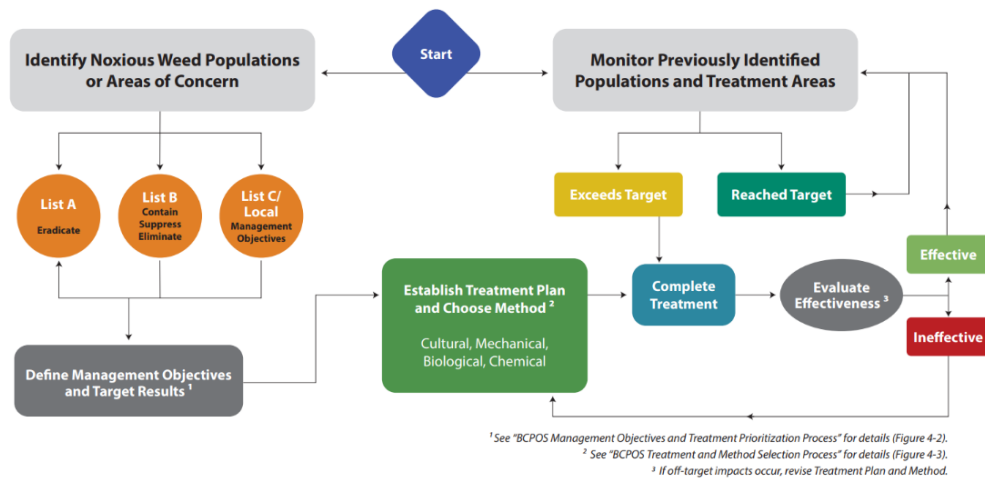 Start
Identify Noxious Weed Populations
or Areas of Concern
Monitor Previously Identified
Populations and Treatment Areas
List A
Eradicate
List B
Contain
Suppress
Eliminate
List C/
Local
Management
Objectives
Exceeds Target
Reached Target
Define Management Objectives
and Target Results ¹
Establish Treatment Plan
and Choose Method ²
Cultural, Mechanical,
Biological, Chemical
Complete
Treatment
Evaluate
Effectiveness ³
Effective
Ineffective
¹ See “BCPOS Management Objectives and Treatment Prioritization Process” for details (Figure 4-2).
² See “BCPOS Treatment and Method Selection Process” for details (Figure 4-3).
³ If off-target impacts occur, revise Treatment Plan and Method.